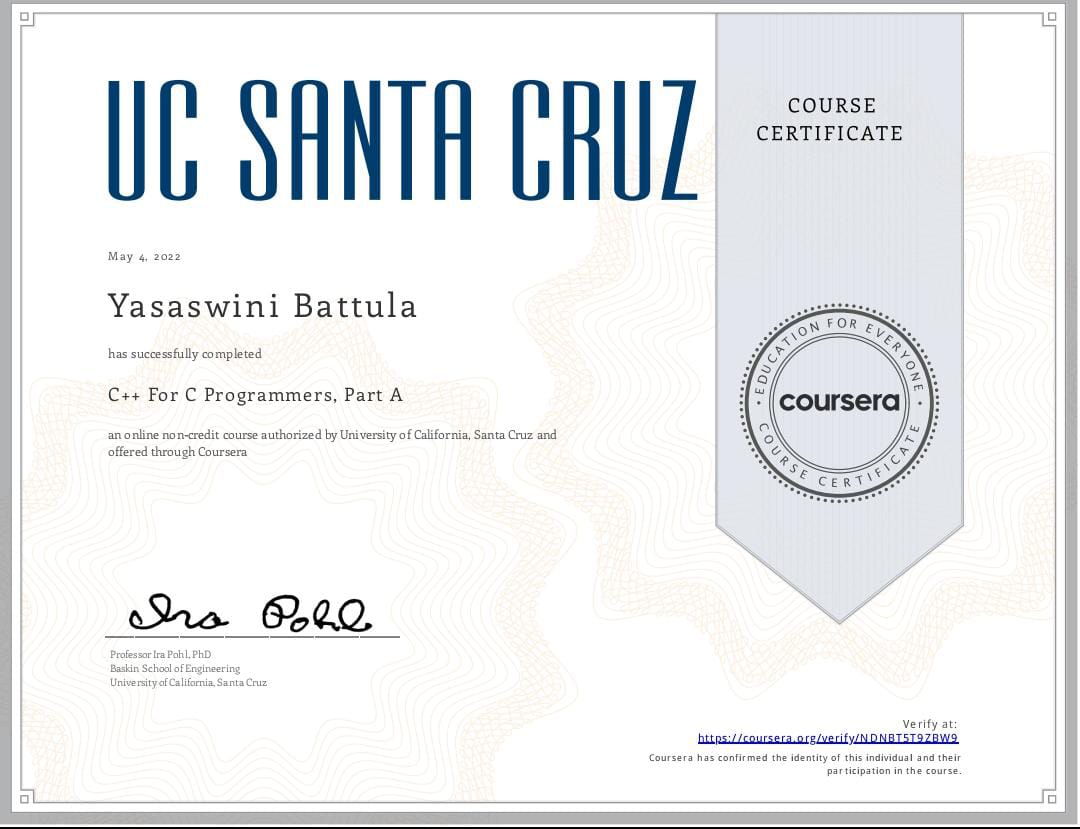 UC SANTA CRUZ
COURSE
CERTIFICATE
May 4, 2022
Yasaswini Battula
has successfully completed
C++ For C Programmers, Part A
an online non-credit course authorized by University of California, Santa Cruz and
offered through Coursera
EDUCATION FOR EVERYONE
coursera
COURSE CERTIFICATE
Ira Pohl
Professor Ira Pohl, PhD
Baskin School of Engineering
University of California, Santa Cruz
Verify at:
https://coursera.org/verify/NDNBT5T9ZBW9
Coursera has confirmed the identity of this individual and their
participation in the course.